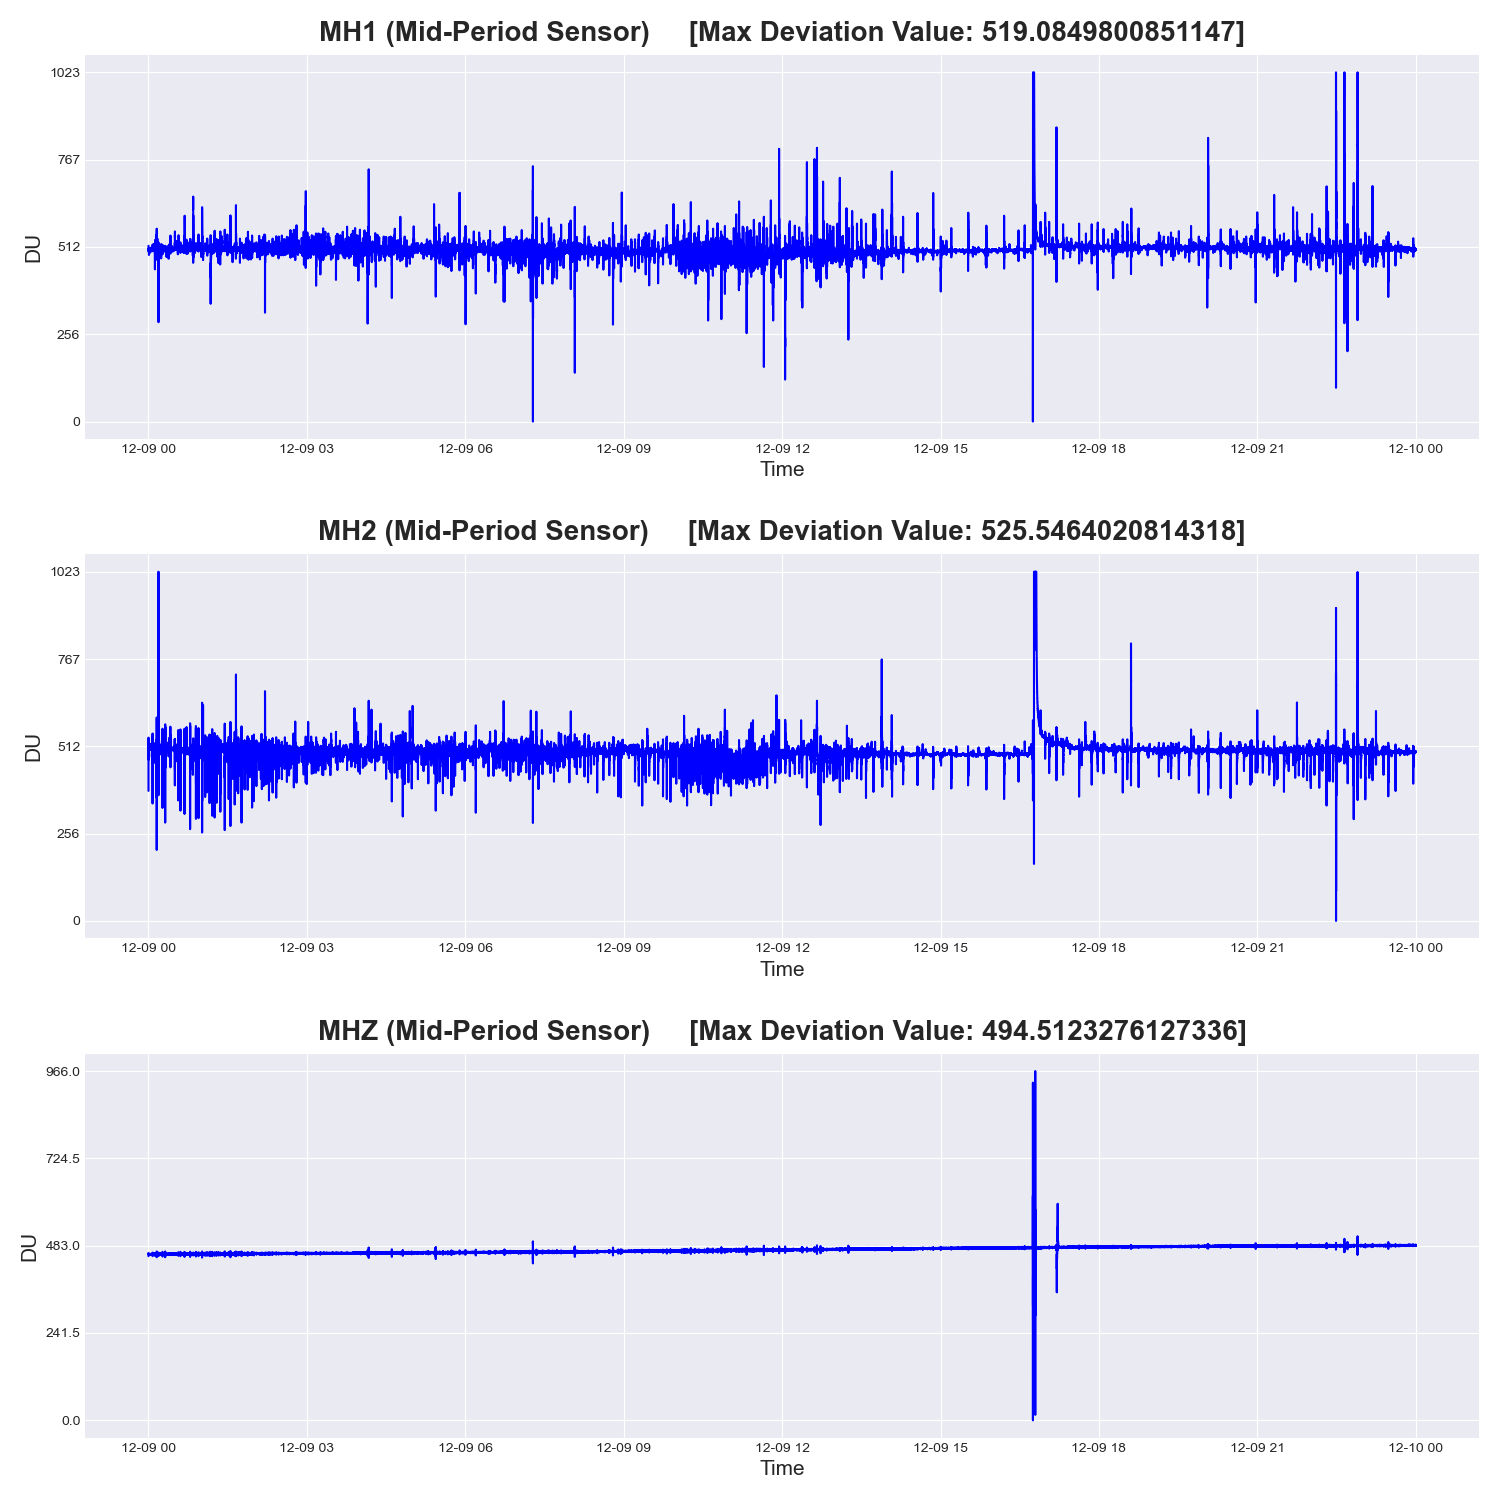 MH1 (Mid-Period Sensor) [Max Deviation Value: 519.0849800851147]
1023
767
512
256
0
DU
12-09 00 12-09 03 12-09 06 12-09 09 12-09 12 12-09 15 12-09 18 12-09 21 12-10 00
Time
MH2 (Mid-Period Sensor) [Max Deviation Value: 525.5464020814318]
1023
767
512
256
0
DU
12-09 00 12-09 03 12-09 06 12-09 09 12-09 12 12-09 15 12-09 18 12-09 21 12-10 00
Time
MHZ (Mid-Period Sensor) [Max Deviation Value: 494.5123276127336]
966.0
724.5
483.0
241.5
0.0
DU
12-09 00 12-09 03 12-09 06 12-09 09 12-09 12 12-09 15 12-09 18 12-09 21 12-10 00
Time